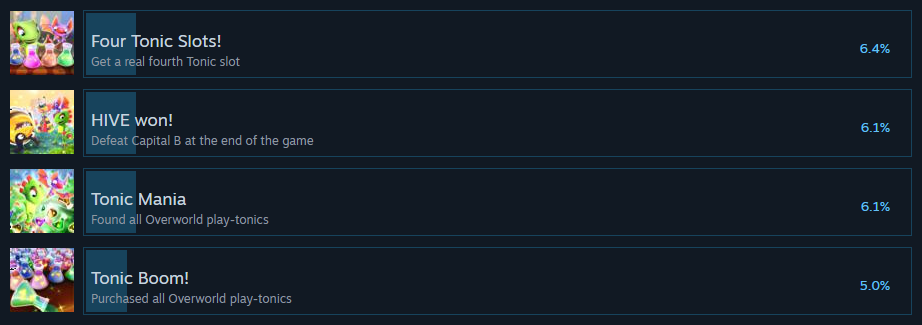 Four Tonic Slots!
Get a real fourth Tonic slot
6.4%
HIVE won!
Defeat Capital B at the end of the game
6.1%
Tonic Mania
Found all Overworld play-tonics
6.1%
Tonic Boom!
Purchased all Overworld play-tonics
5.0%